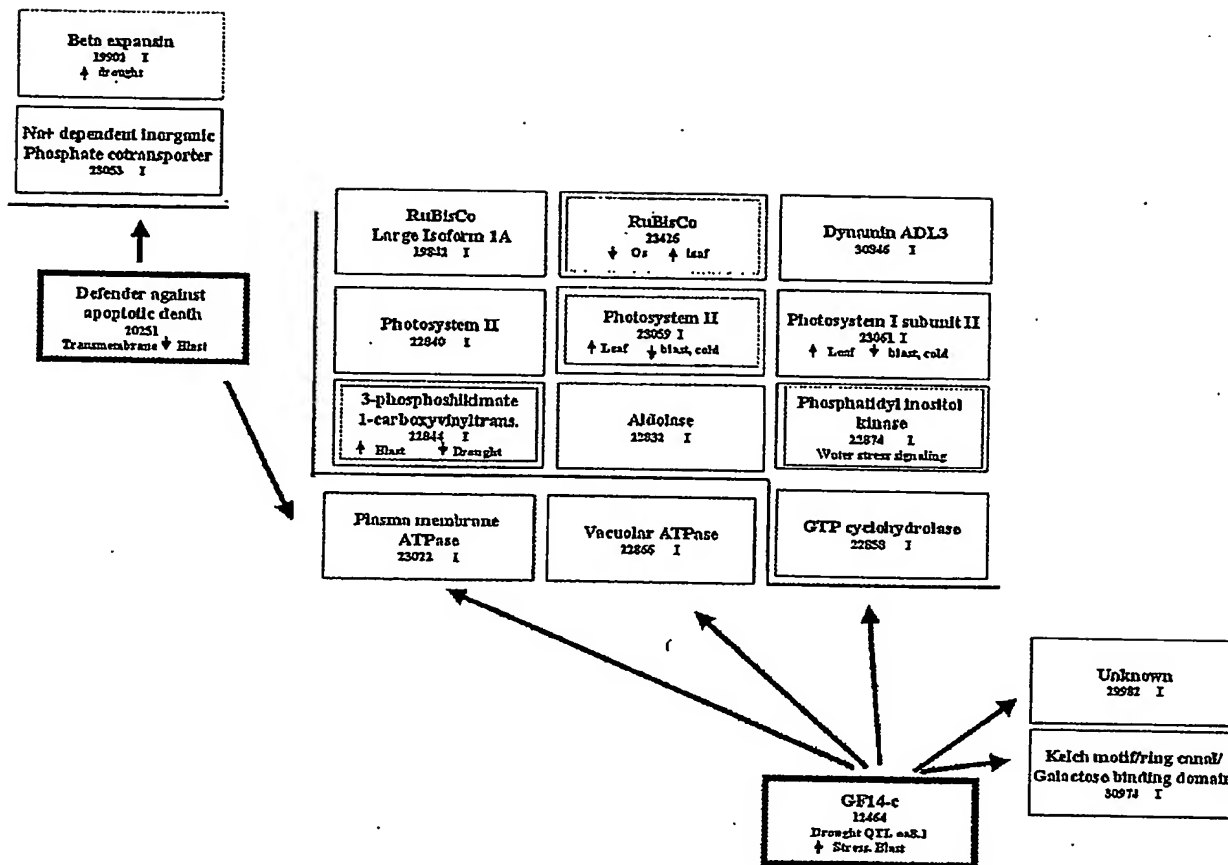 Beta expansin
19902 I
↑ drought
Na+ dependent inorganic
Phosphate cotransporter
23053 I
Defender against
apoptotic death
20251
Transmembrane ↓ Blast
RuBisCo
Large Isoform 1A
19842 I
RuBisCo
23426
↓ Os ↑ leaf
Dynamin ADL3
30846 I
Photosystem II
22840 I
Photosystem II
23059 I
↑ Leaf ↓ blast, cold
Photosystem I subunit II
23061 I
↑ Leaf ↓ blast, cold
3-phosphoshikimate
1-carboxyvinyltrans.
22844 I
↑ Blast ↓ Drought
Aldolase
22832 I
Phosphatidyl inositol
kinase
22874 I
Water stress signaling
Plasma membrane
ATPase
23022 I
Vacuolar ATPase
22866 I
GTP cyclohydrolase
22858 I
Unknown
29982 I
Kelch motif/ring canal/
Galactose binding domain
30974 I
GF14-c
12464
Drought QTL
↑ Stress, Blast